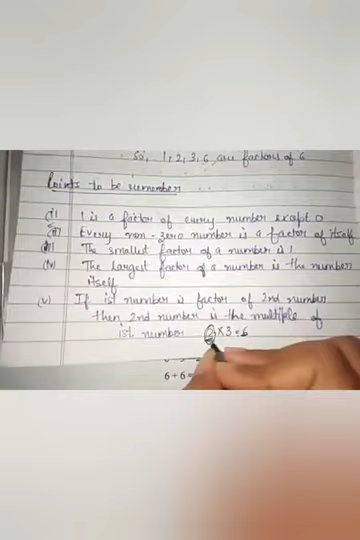 So, 1, 2, 3, 6 are factors of 6
Points to be remember
(i) 1 is a factor of every number except 0
(ii) Every non-zero number is a factor of itself
(iii) The smallest factor of a number is 1
(iv) The largest factor of a number is the number
itself
(v) If 1st number is factor of 2nd number
then 2nd number is the multiple of
1st number 2 × 3 = 6
6 ÷ 6 =